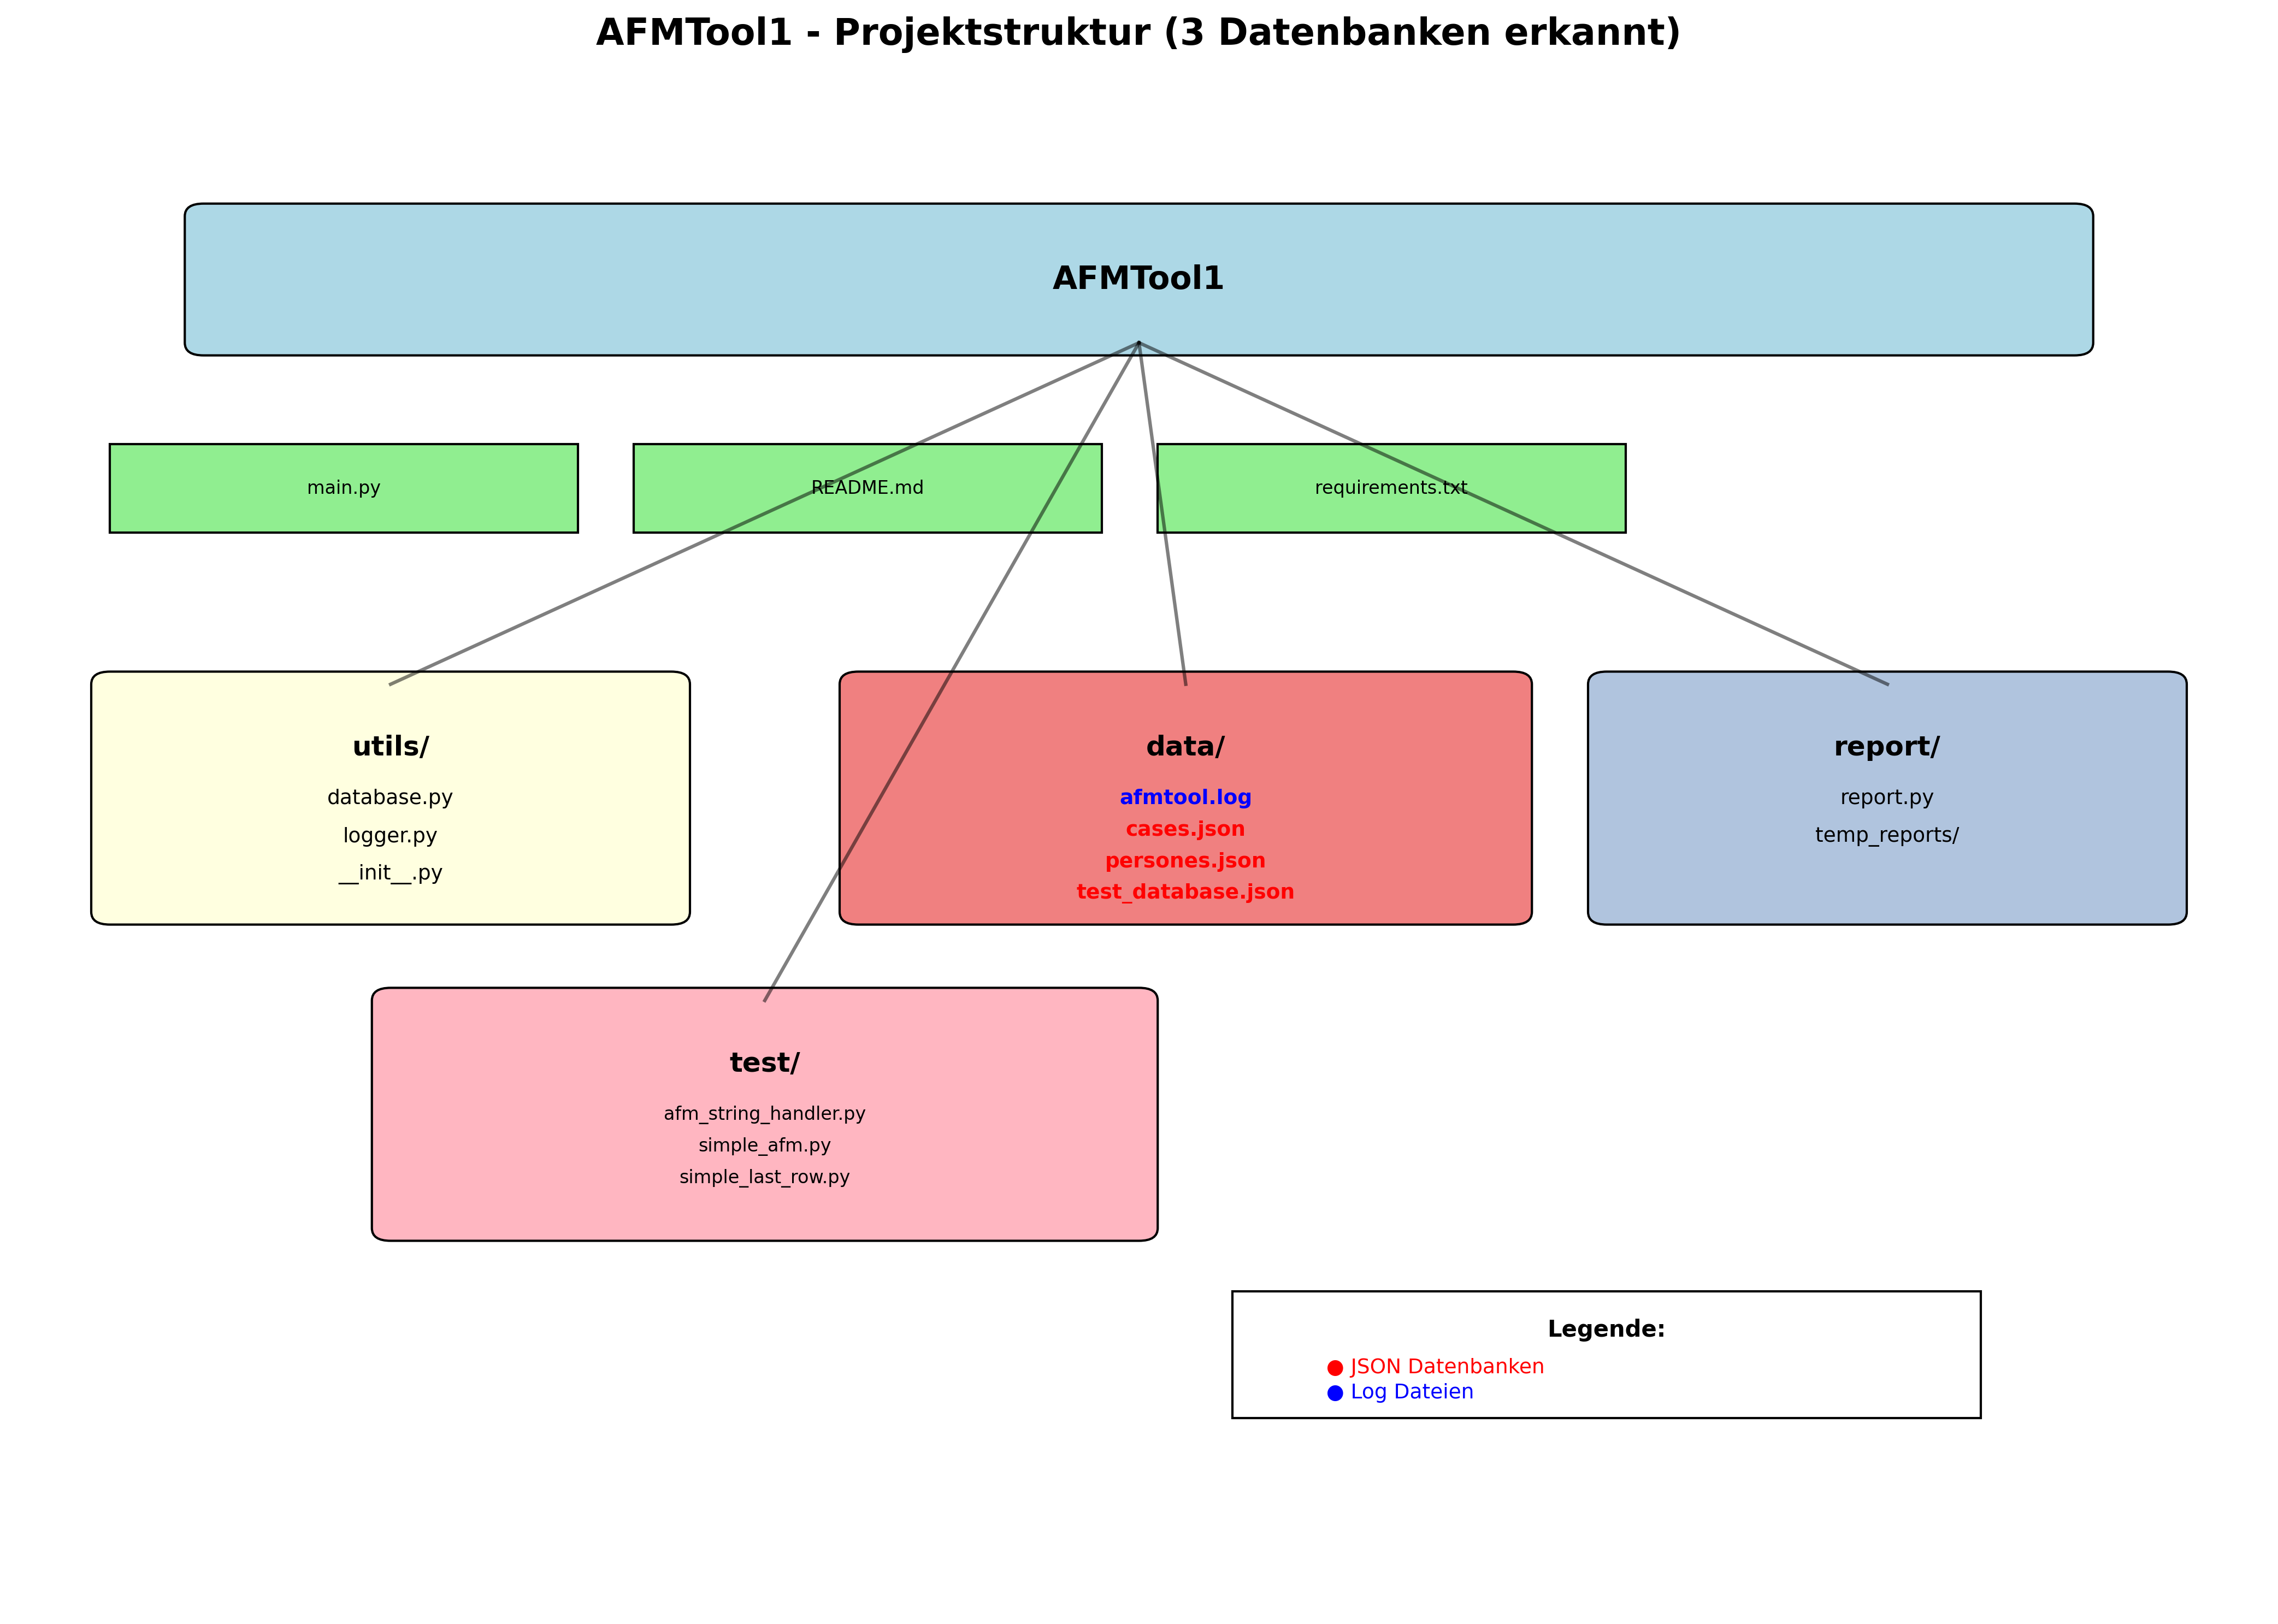 AFMTool1 - Projektstruktur (3 Datenbanken erkannt)
AFMTool1
main.py
README.md
requirements.txt
utils/
database.py
logger.py
__init__.py
data/
afmtool.log
cases.json
persones.json
test_database.json
report/
report.py
temp_reports/
test/
afm_string_handler.py
simple_afm.py
simple_last_row.py
Legende:
● JSON Datenbanken
● Log Dateien